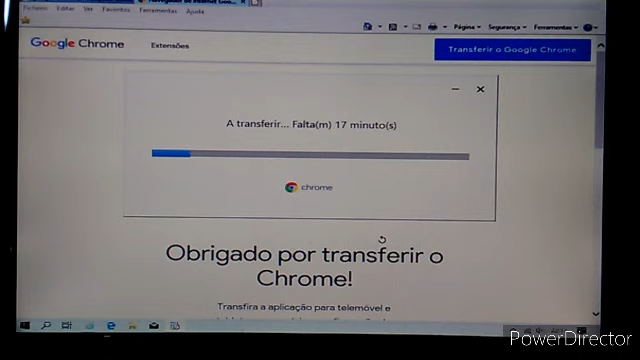 Ficheiro Editar Ver Favoritos Ferramentas Ajuda
Página Segurança Ferramentas
Google Chrome Extensões Transferir o Google Chrome
A transferir... Falta(m) 17 minuto(s)
chrome
Obrigado por transferir o
Chrome!
Transfira a aplicação para telemóvel e
PowerDirector